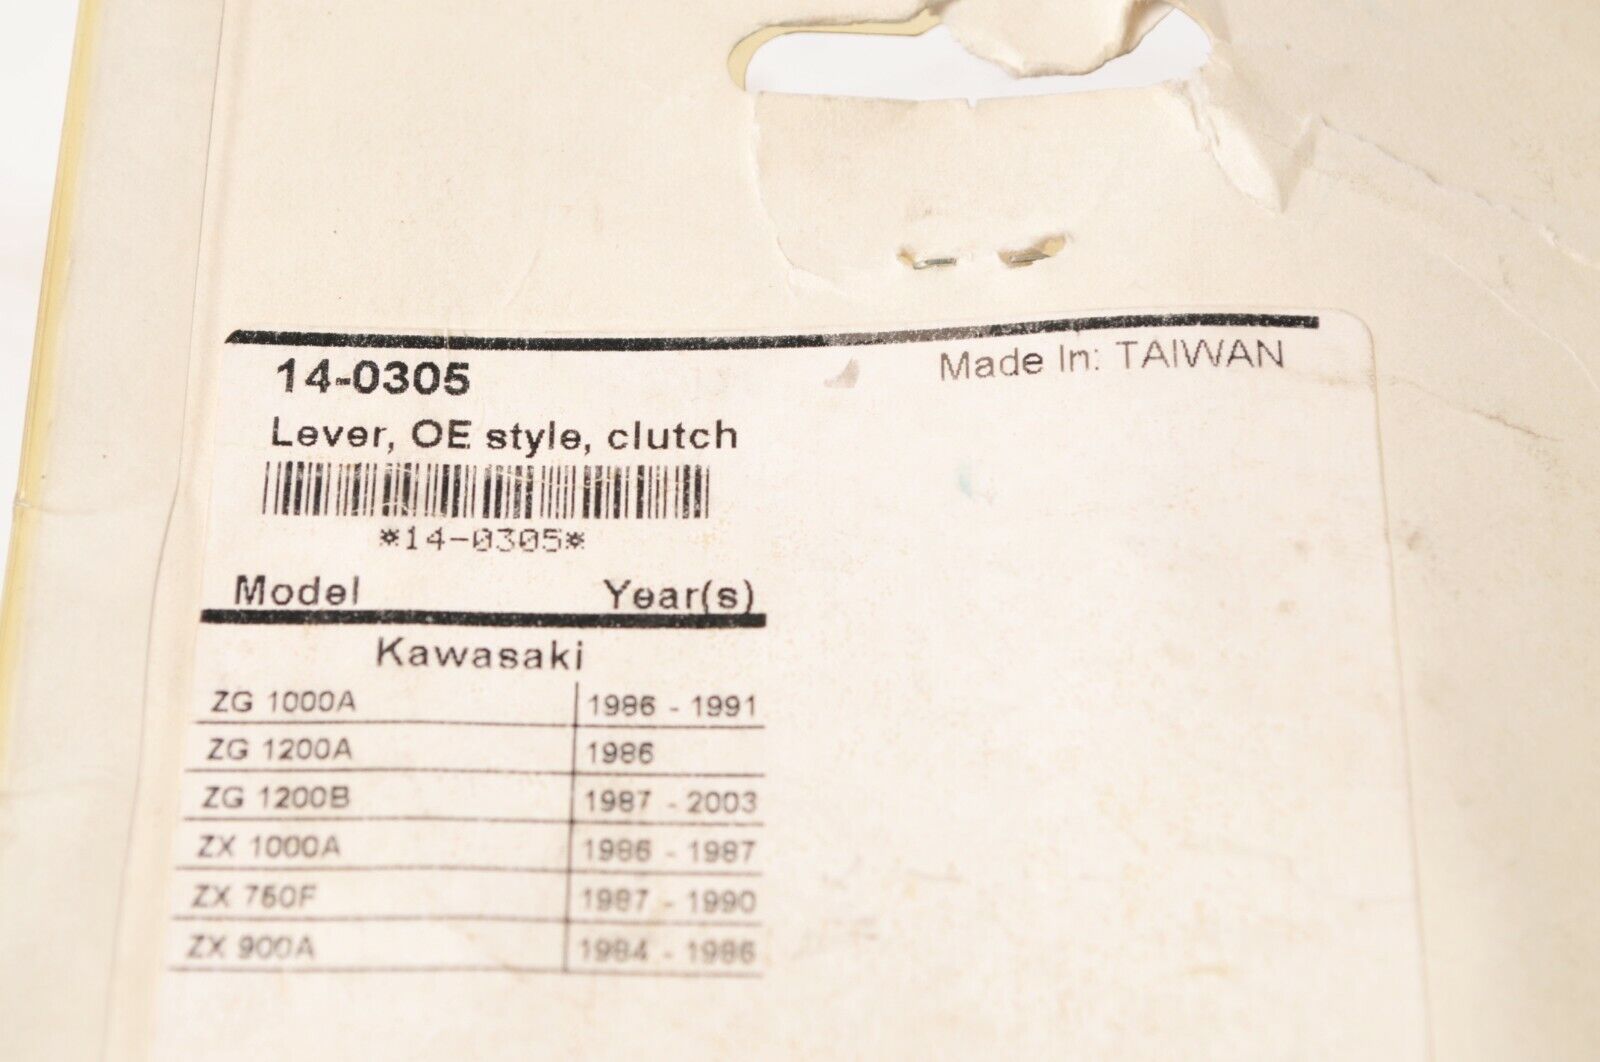 14-0305
Made In: TAIWAN
Lever, OE style, clutch
*14-0305*
Model Year(s)
Kawasaki
ZG 1000A 1986 - 1991
ZG 1200A 1986
ZG 1200B 1987 - 2003
ZX 1000A 1986 - 1987
ZX 750F 1987 - 1990
ZX 900A 1984 - 1986